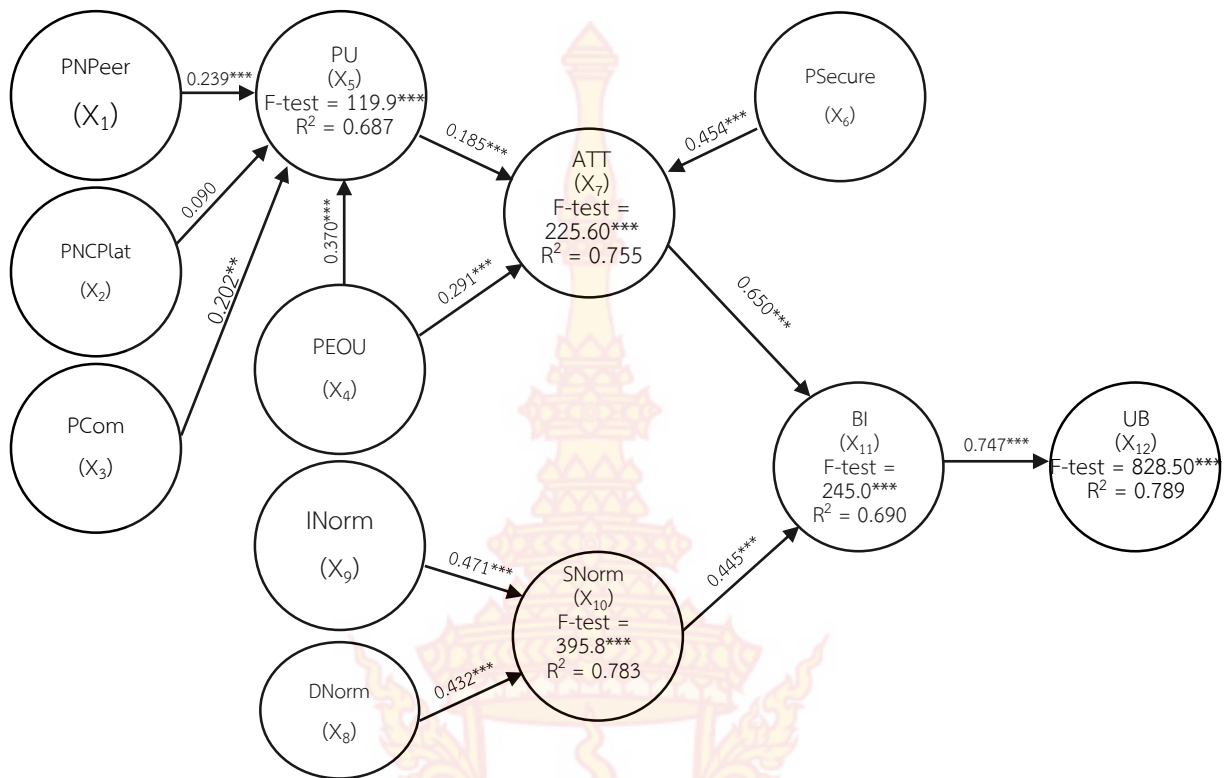 PNPeer
(X₁)
0.239***
PU
(X₅)
F-test = 119.9***
R² = 0.687
PSecure
(X₆)
0.185***
0.454***
ATT
(X₇)
F-test =
225.60***
R² = 0.755
PNCPlat
(X₂)
0.090
0.202**
0.370***
0.291***
PEOU
(X₄)
0.650***
PCom
(X₃)
BI
(X₁₁)
F-test =
245.0***
R² = 0.690
0.747***
UB
(X₁₂)
F-test = 828.50***
R² = 0.789
INorm
(X₉)
0.471***
0.445***
SNorm
(X₁₀)
F-test =
395.8***
R² = 0.783
DNorm
(X₈)
0.432***